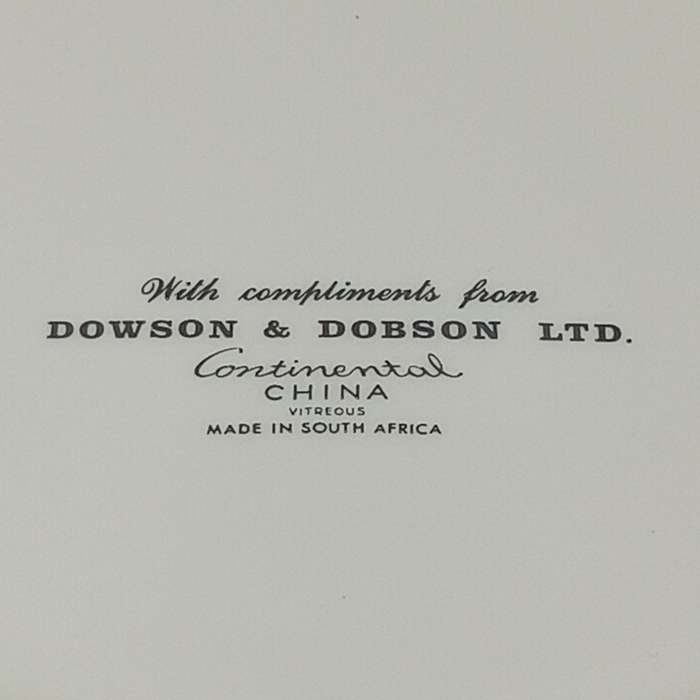 With compliments from
DOWSON & DOBSON LTD.
Continental
CHINA
VITREOUS
MADE IN SOUTH AFRICA